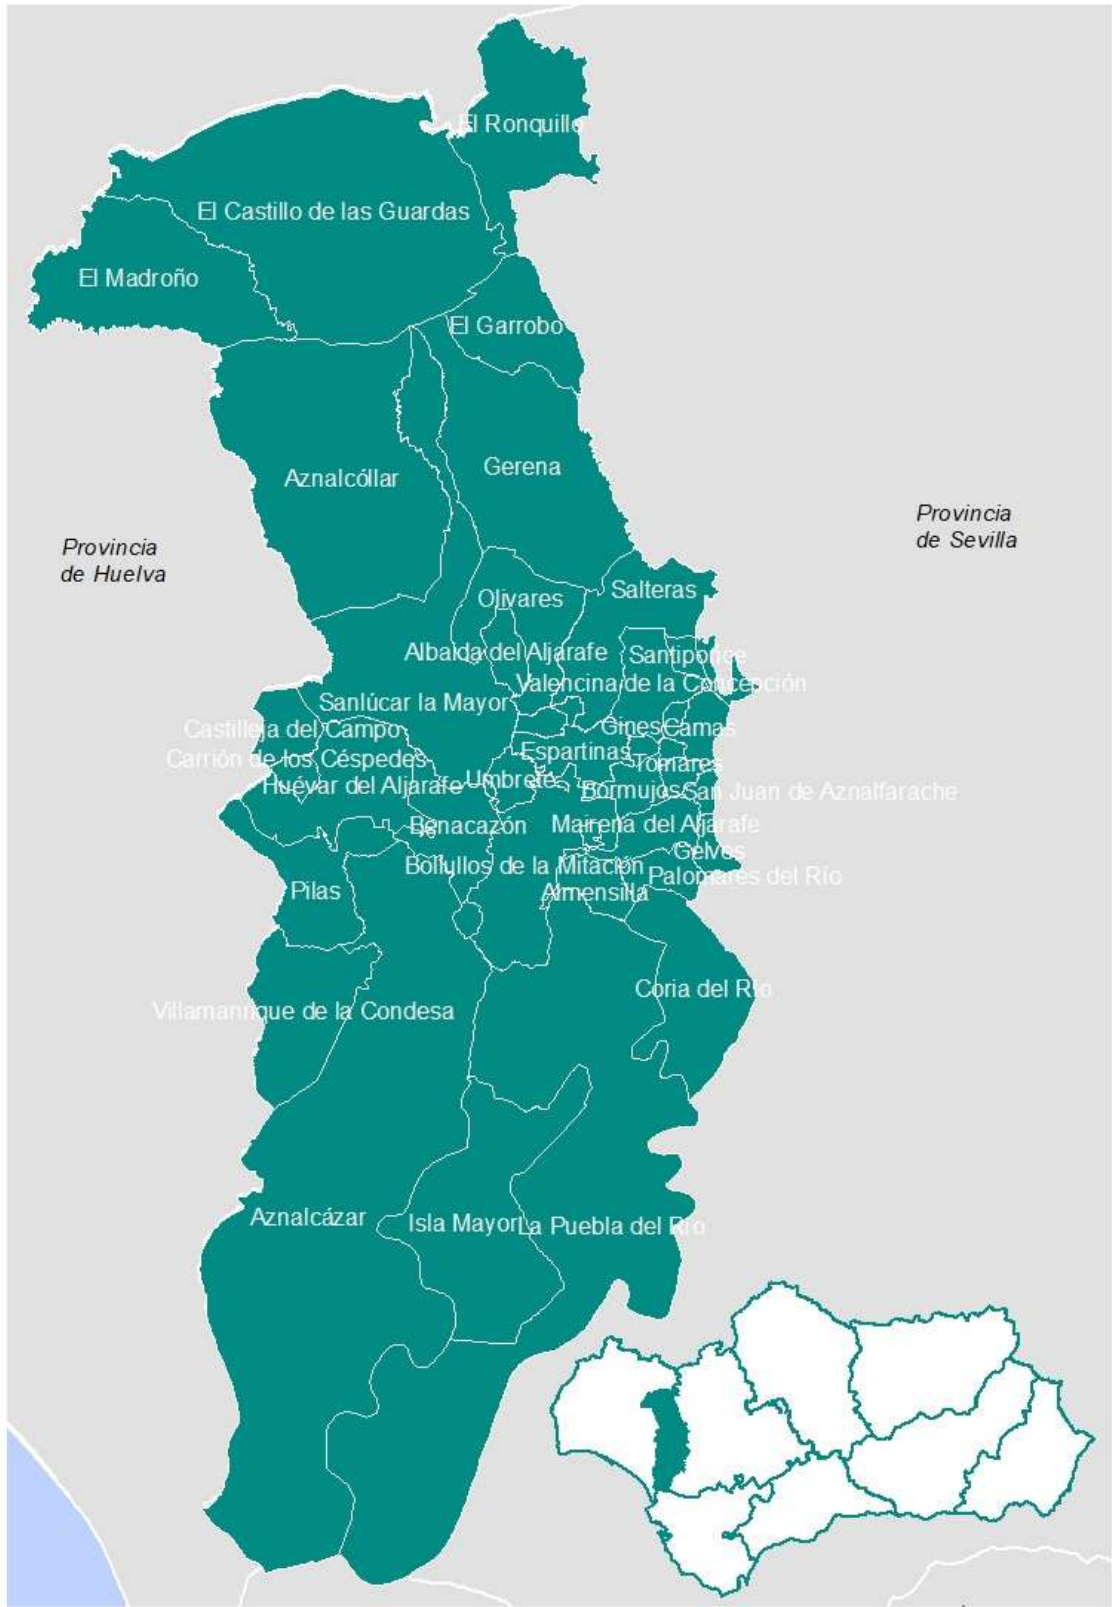 El Ronquillo
El Castillo de las Guardas
El Madroño
El Garrobo
Gerena
Aznalcóllar
Provincia
de Sevilla
Provincia
de Huelva
Salteras
Olivares
Albaida del Aljarafe
Santiponce
Valencina de la Concepción
Sanlúcar la Mayor
Castilleja del Campo
Gines
Camas
Espartinas
Carrión de los Céspedes
Tomares
Umbrete
Huévar del Aljarafe
Bormujos
San Juan de Aznalfarache
Benacazón
Mairena del Aljarafe
Gelves
Bollullos de la Mitación
Palomares del Río
Pilas
Almensilla
Coria del Río
Villamanrique de la Condesa
Aznalcázar
Isla Mayor
La Puebla del Río